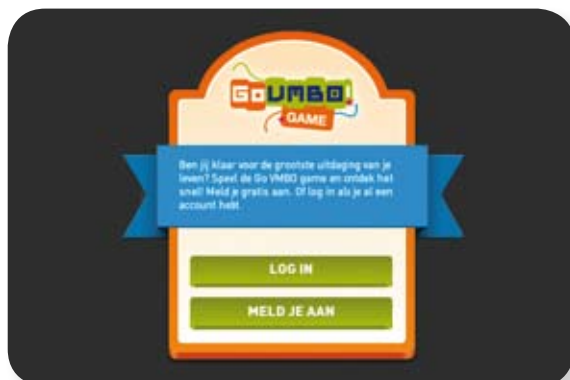 GO VMBO!
GAME
Ben jij klaar voor de grootste uitdaging van je
leven? Speel de Go VMBO game en ontdek het
snel! Meld je gratis aan. Of log in als je al een
account hebt.
LOG IN
MELD JE AAN